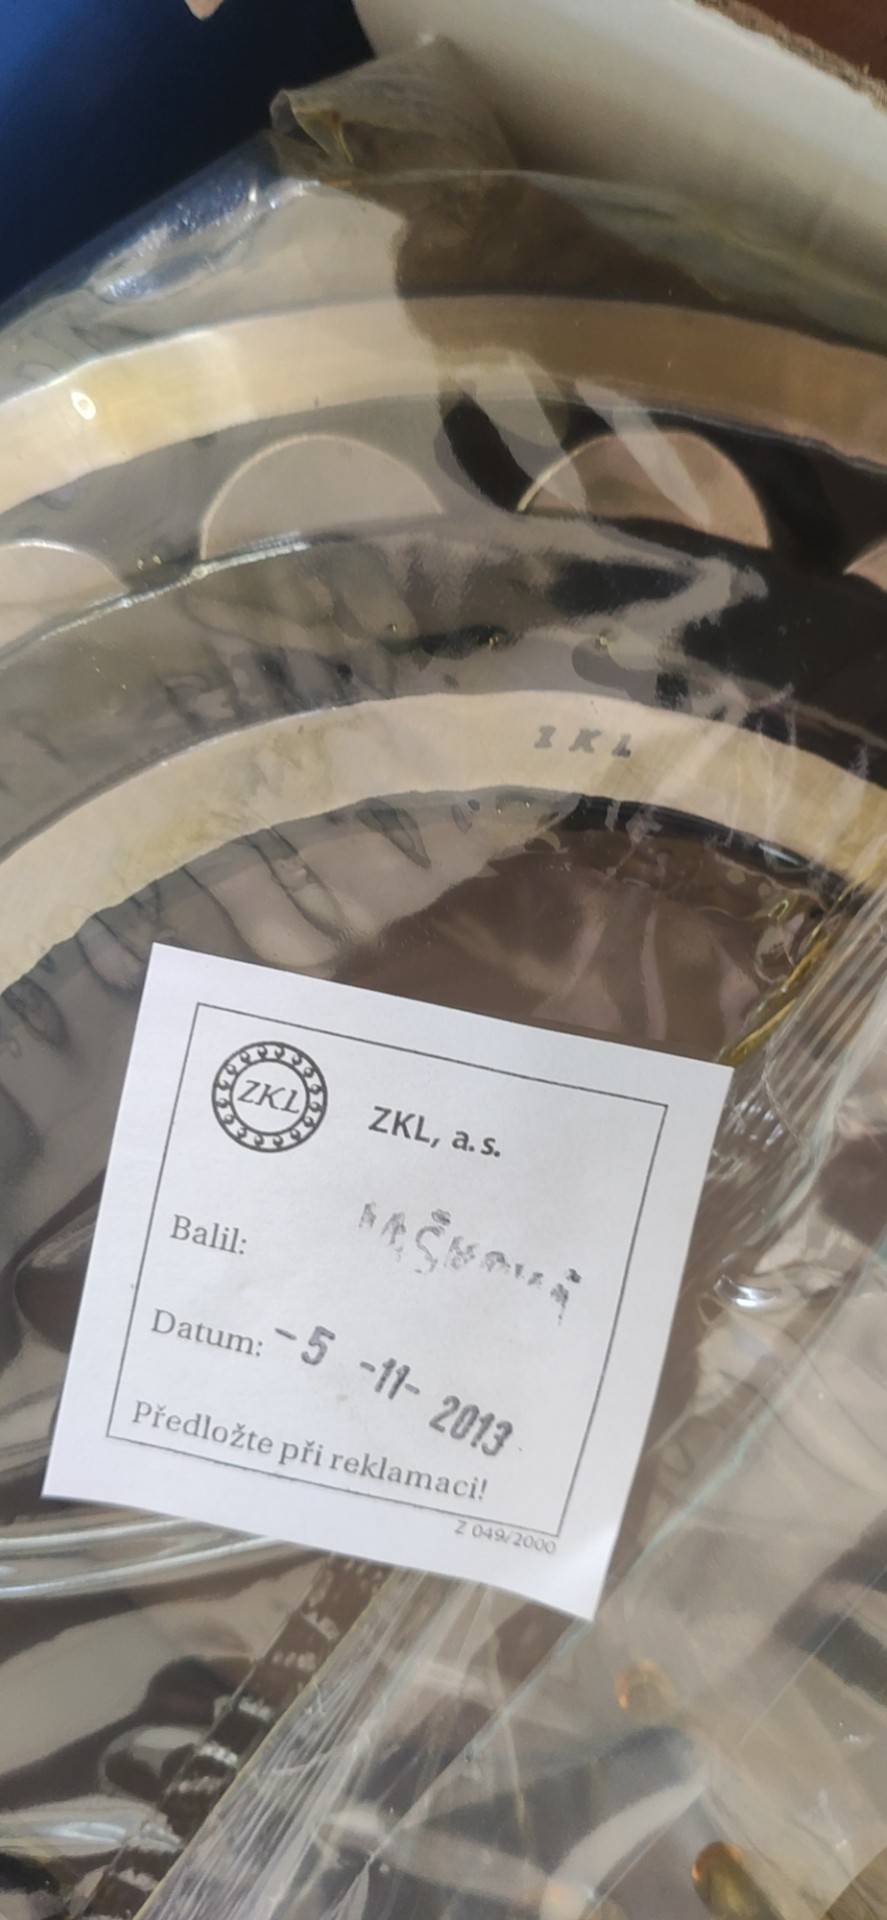 ZKL
ZKL
ZKL, a. s.
Balil:
Datum: -5 -11- 2013
Předložte při reklamaci!
Z 049/2000